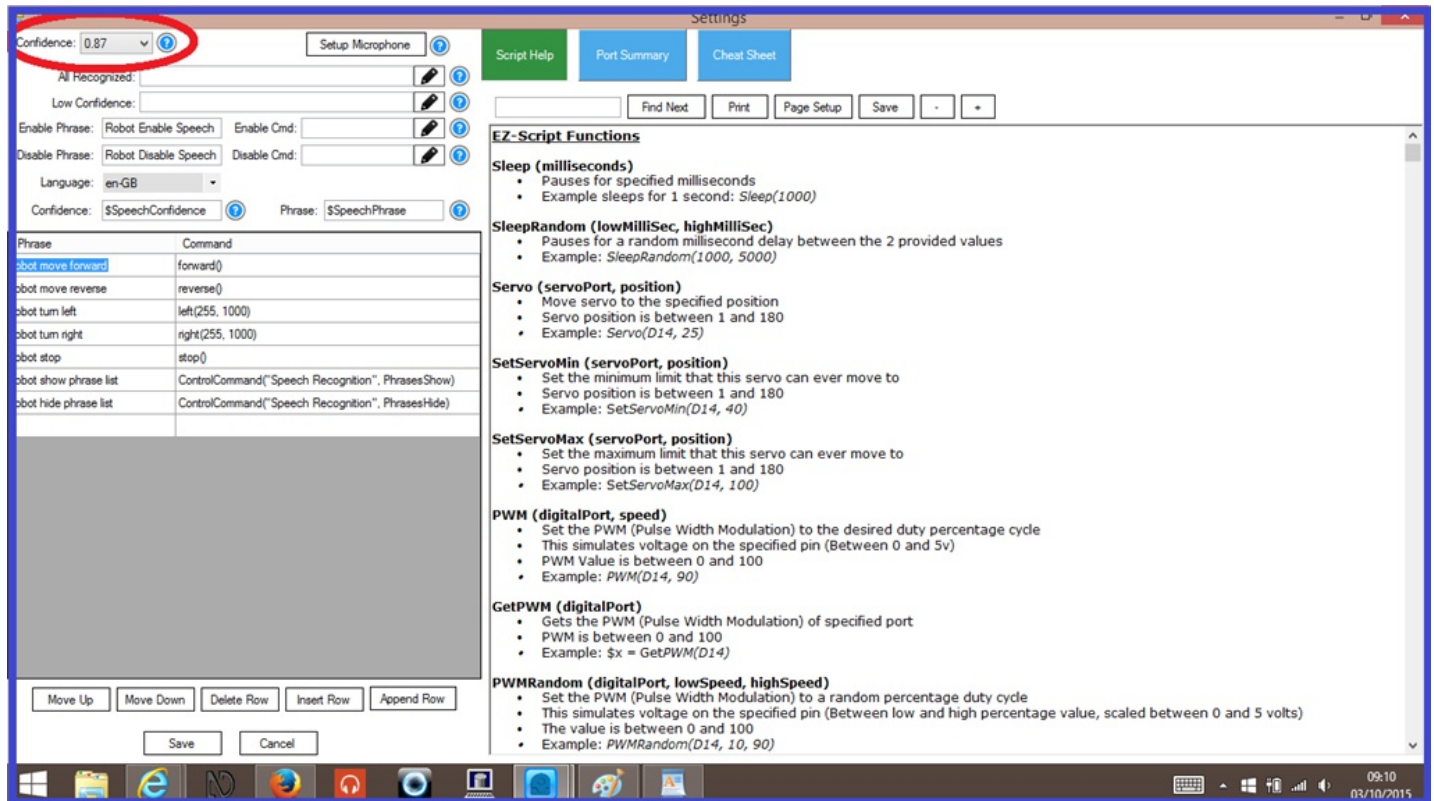 Settings
Confidence: 0.87
Setup Microphone
All Recognized:
Low Confidence:
Enable Phrase: Robot Enable Speech Enable Cmd:
Disable Phrase: Robot Disable Speech Disable Cmd:
Language: en-GB
Confidence: $SpeechConfidence Phrase: $SpeechPhrase
Phrase Command
obot move forward forward()
obot move reverse reverse()
obot turn left left(255, 1000)
obot turn right right(255, 1000)
obot stop stop()
obot show phrase list ControlCommand("Speech Recognition", PhrasesShow)
obot hide phrase list ControlCommand("Speech Recognition", PhrasesHide)
Move Up Move Down Delete Row Insert Row Append Row
Save Cancel
Script Help Port Summary Cheat Sheet
Find Next Print Page Setup Save - +
EZ-Script Functions
Sleep (milliseconds)
• Pauses for specified milliseconds
• Example sleeps for 1 second: Sleep(1000)
SleepRandom (lowMilliSec, highMilliSec)
• Pauses for a random millisecond delay between the 2 provided values
• Example: SleepRandom(1000, 5000)
Servo (servoPort, position)
• Move servo to the specified position
• Servo position is between 1 and 180
• Example: Servo(D14, 25)
SetServoMin (servoPort, position)
• Set the minimum limit that this servo can ever move to
• Servo position is between 1 and 180
• Example: SetServoMin(D14, 40)
SetServoMax (servoPort, position)
• Set the maximum limit that this servo can ever move to
• Servo position is between 1 and 180
• Example: SetServoMax(D14, 100)
PWM (digitalPort, speed)
• Set the PWM (Pulse Width Modulation) to the desired duty percentage cycle
• This simulates voltage on the specified pin (Between 0 and 5v)
• PWM Value is between 0 and 100
• Example: PWM(D14, 90)
GetPWM (digitalPort)
• Gets the PWM (Pulse Width Modulation) of specified port
• PWM is between 0 and 100
• Example: $x = GetPWM(D14)
PWMRandom (digitalPort, lowSpeed, highSpeed)
• Set the PWM (Pulse Width Modulation) to a random percentage duty cycle
• This simulates voltage on the specified pin (Between low and high percentage value, scaled between 0 and 5 volts)
• The value is between 0 and 100
• Example: PWMRandom(D14, 10, 90)
09:10
03/10/2015